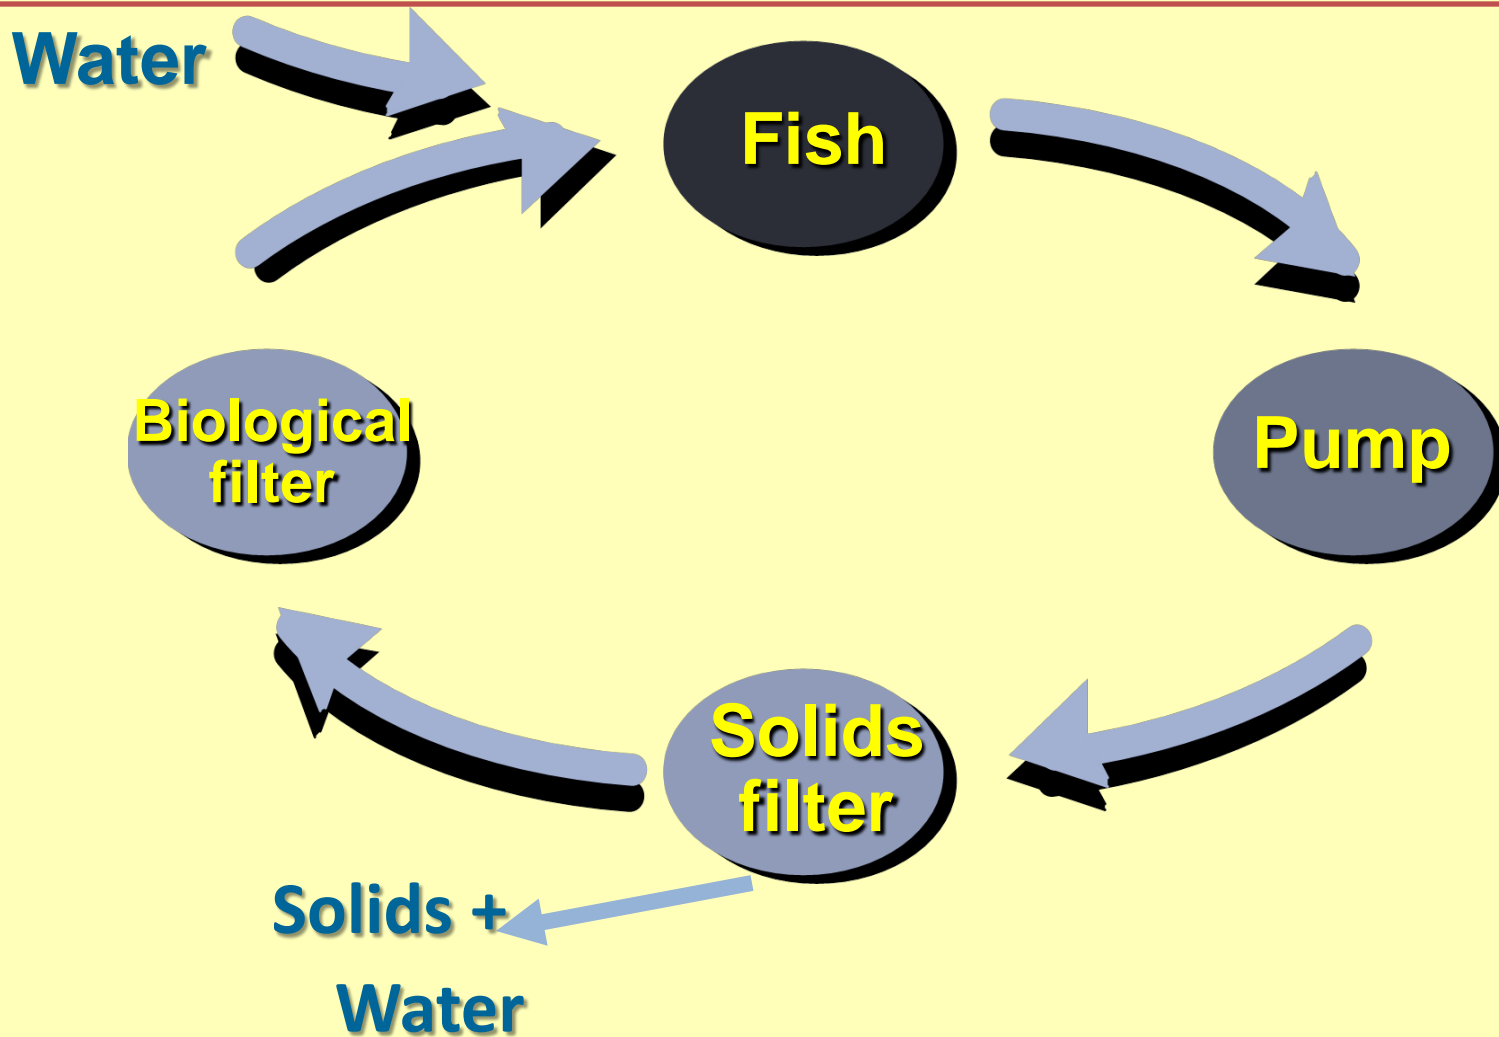 Water
Fish
Biological
filter
Pump
Solids
filter
Solids +
Water